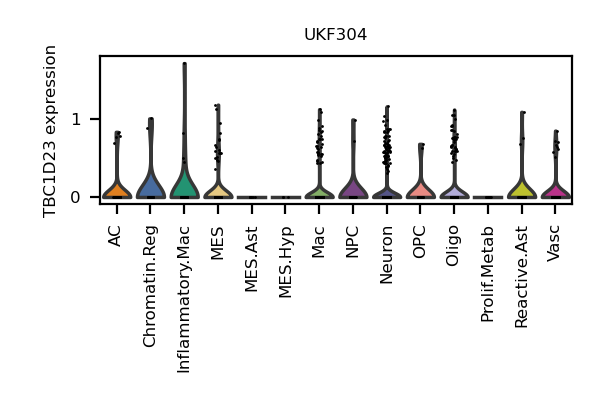 UKF304
TBC1D23 expression
1
0
AC
Chromatin.Reg
Inflammatory.Mac
MES
MES.Ast
MES.Hyp
Mac
NPC
Neuron
OPC
Oligo
Prolif.Metab
Reactive.Ast
Vasc